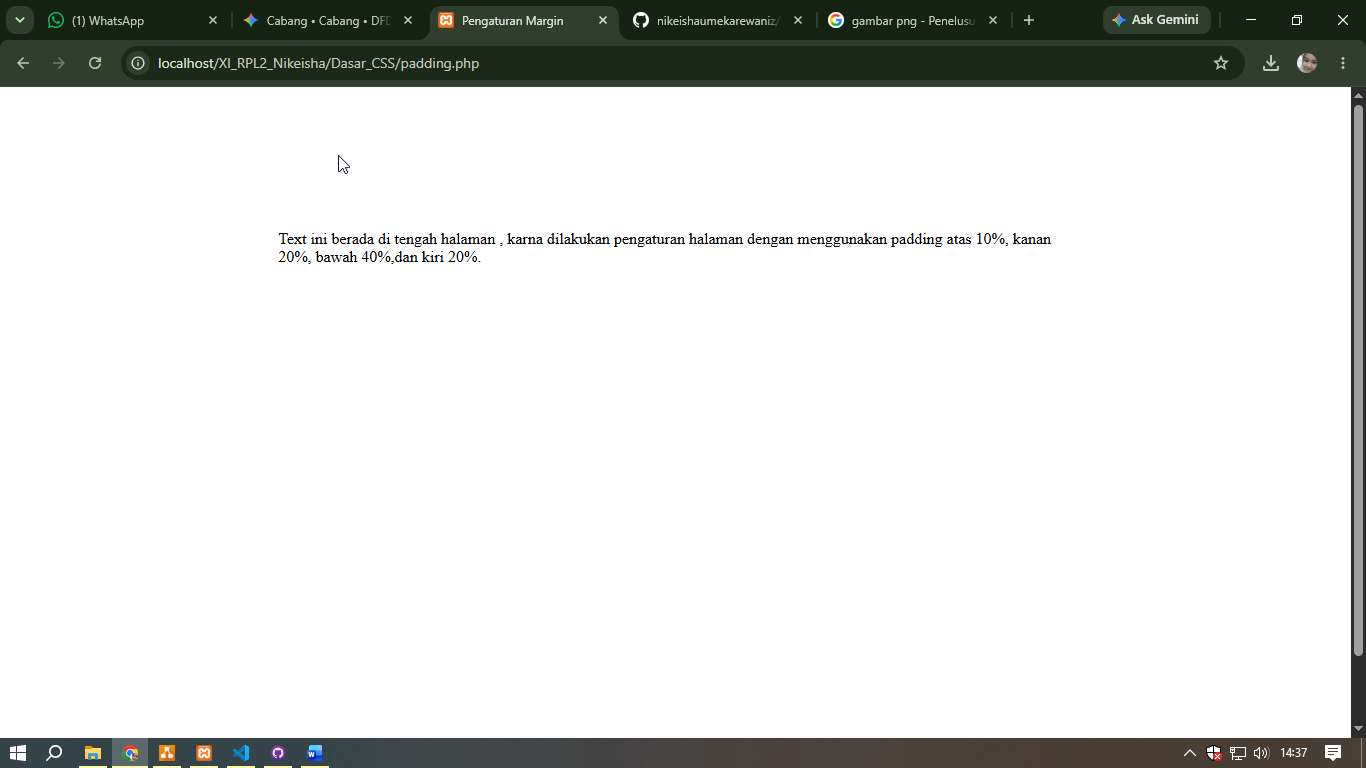 (1) WhatsApp
Cabang • Cabang • DFD
Pengaturan Margin
nikeishaumekarewaniz/
gambar png - Penelusu
Ask Gemini
localhost/XI_RPL2_Nikeisha/Dasar_CSS/padding.php
Text ini berada di tengah halaman , karna dilakukan pengaturan halaman dengan menggunakan padding atas 10%, kanan
20%, bawah 40%,dan kiri 20%.
14:37